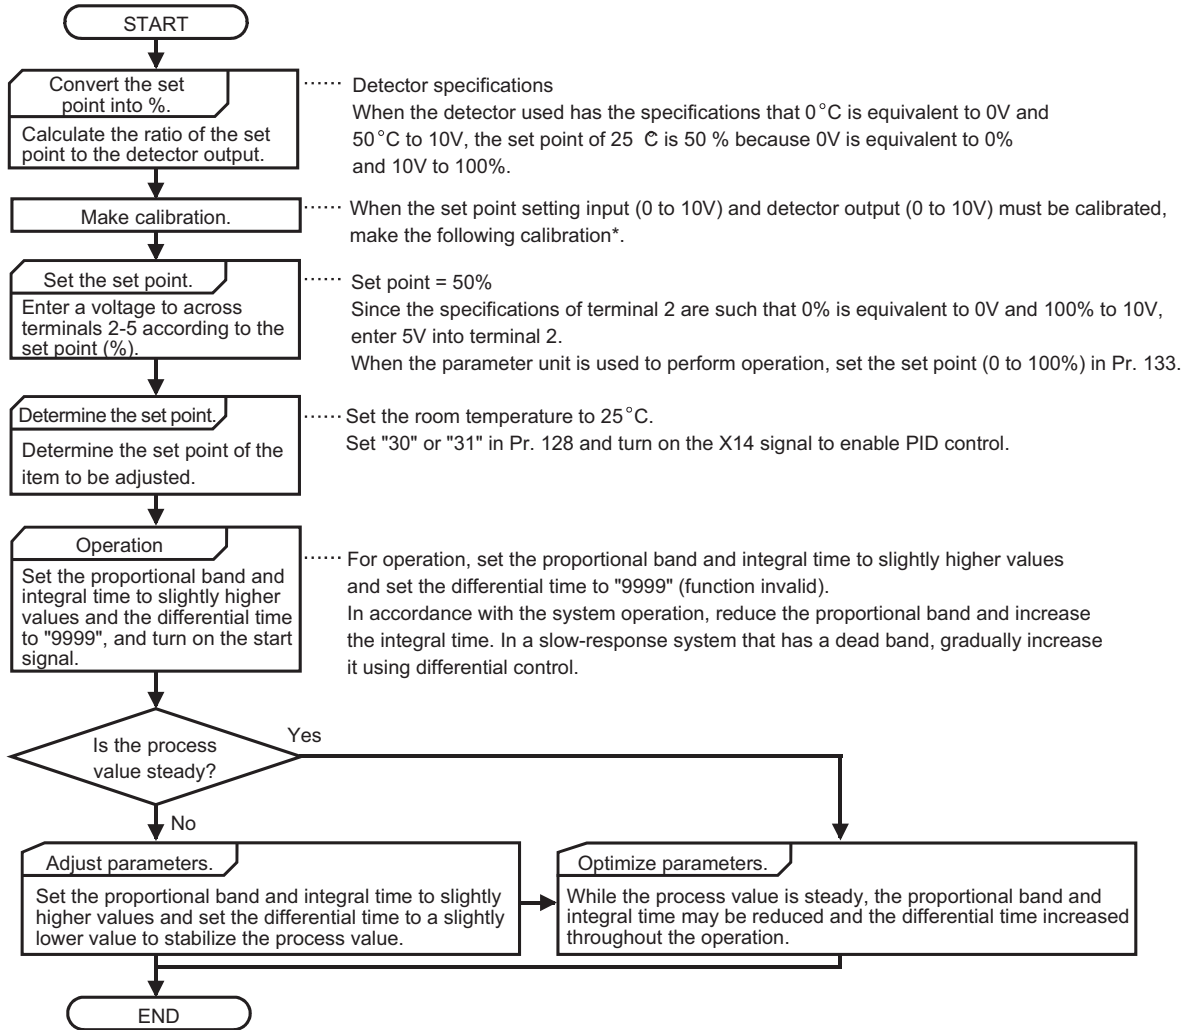 START
Convert the set
point into %.
Calculate the ratio of the set
point to the detector output.
Detector specifications
When the detector used has the specifications that 0°C is equivalent to 0V and
50°C to 10V, the set point of 25 °C is 50 % because 0V is equivalent to 0%
and 10V to 100%.
Make calibration.
When the set point setting input (0 to 10V) and detector output (0 to 10V) must be calibrated,
make the following calibration*.
Set the set point.
Enter a voltage to across
terminals 2-5 according to the
set point (%).
Set point = 50%
Since the specifications of terminal 2 are such that 0% is equivalent to 0V and 100% to 10V,
enter 5V into terminal 2.
When the parameter unit is used to perform operation, set the set point (0 to 100%) in Pr. 133.
Determine the set point.
Determine the set point of the
item to be adjusted.
Set the room temperature to 25°C.
Set "30" or "31" in Pr. 128 and turn on the X14 signal to enable PID control.
Operation
Set the proportional band and
integral time to slightly higher
values and the differential time
to "9999", and turn on the start
signal.
For operation, set the proportional band and integral time to slightly higher values
and set the differential time to "9999" (function invalid).
In accordance with the system operation, reduce the proportional band and increase
the integral time. In a slow-response system that has a dead band, gradually increase
it using differential control.
Is the process
value steady?
Yes
No
Adjust parameters.
Set the proportional band and integral time to slightly
higher values and set the differential time to a slightly
lower value to stabilize the process value.
Optimize parameters.
While the process value is steady, the proportional band and
integral time may be reduced and the differential time increased
throughout the operation.
END